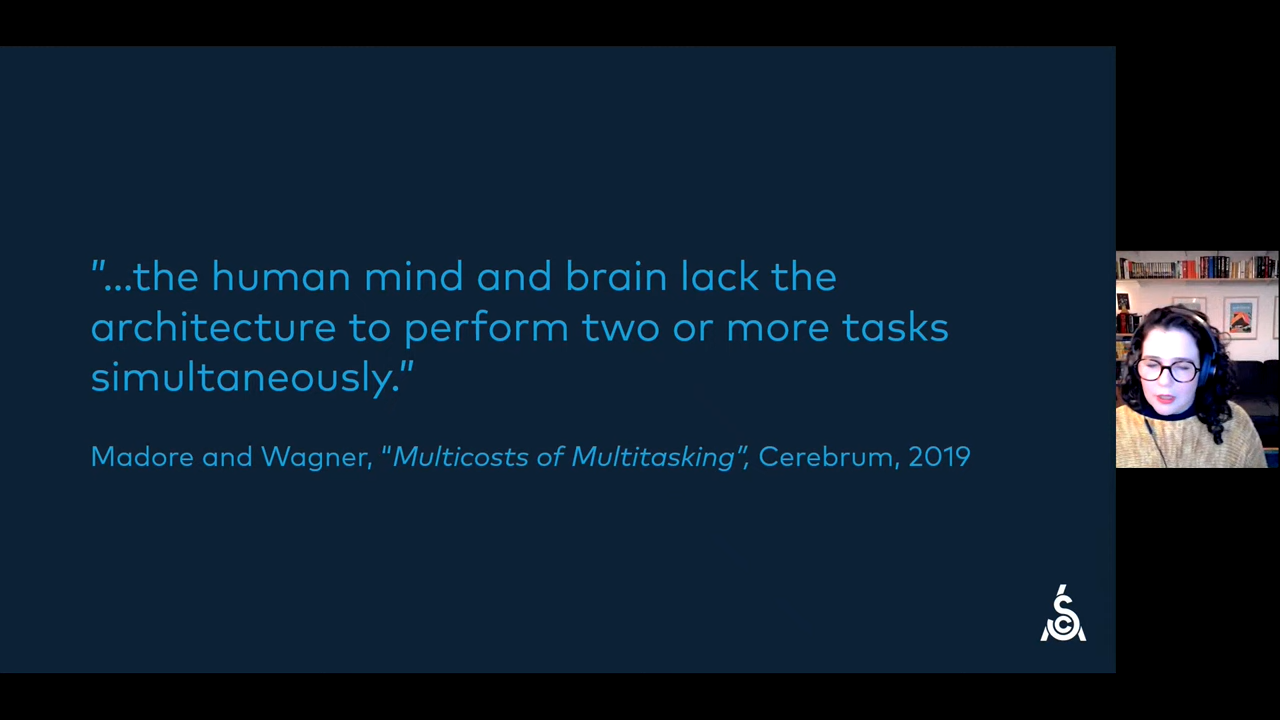 "...the human mind and brain lack the
architecture to perform two or more tasks
simultaneously."
Madore and Wagner, "Multicosts of Multitasking", Cerebrum, 2019